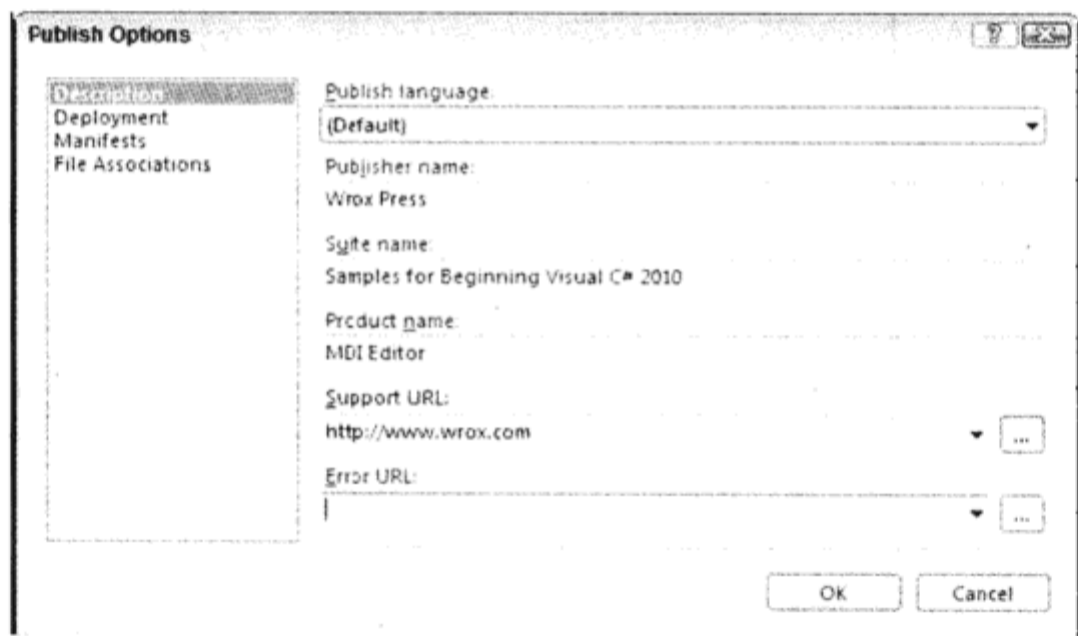 Publish Options
Description
Deployment
Manifests
File Associations
Publish language:
(Default)
Publisher name:
Wrox Press
Suite name:
Samples for Beginning Visual C# 2010
Product name:
MDI Editor
Support URL:
http://www.wrox.com
...
Error URL:
...
OK
Cancel